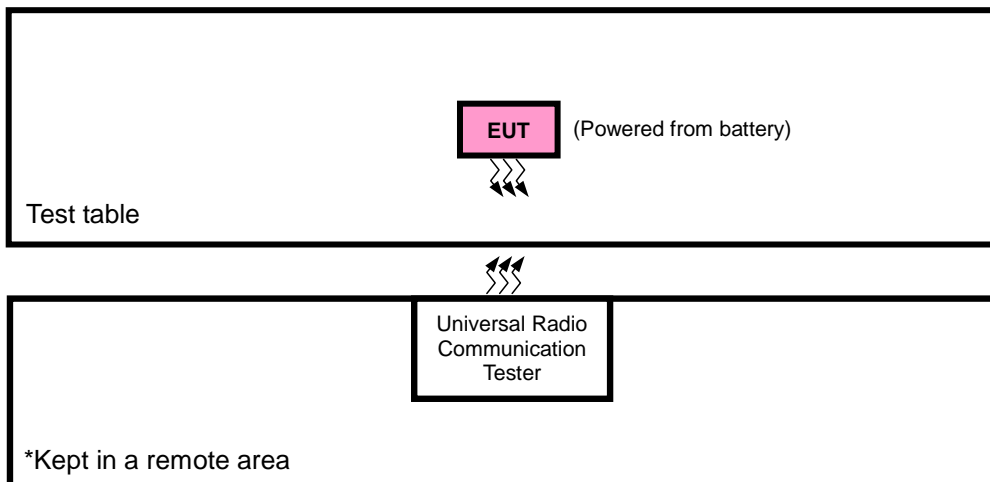 EUT
(Powered from battery)
Test table
Universal Radio
Communication
Tester
*Kept in a remote area